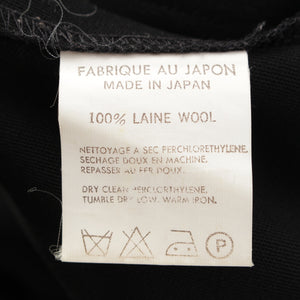 FABRIQUE AU JAPON
MADE IN JAPAN
100% LAINE WOOL
NETTOYAGE A SEC PERCHLORETHYLENE.
SECHAGE DOUX EN MACHINE.
REPASSER AU FER DOUX.
DRY CLEAN PERCLORTHYLENE.
TUMBLE DRY LOW. WARM IRON.
P